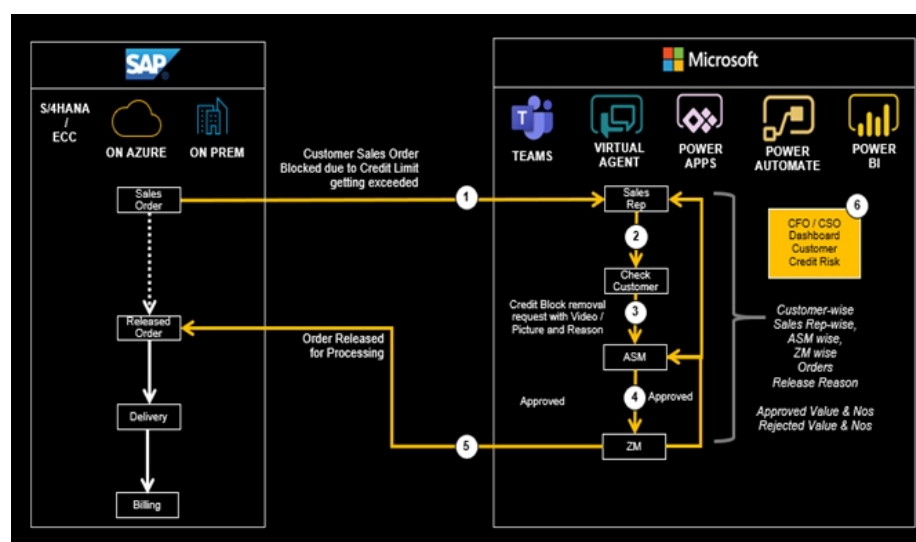 SAP
Microsoft
S/4HANA
/
ECC
ON AZURE
ON PREM
TEAMS
VIRTUAL
AGENT
POWER
APPS
POWER
AUTOMATE
POWER
BI
Customer Sales Order
Blocked due to Credit Limit
getting exceeded
Sales
Order
1
Sales
Rep
2
Check
Customer
Credit Block removal
request with Video /
Picture and Reason
3
ASM
Approved
4
Approved
ZM
5
Order Released
for Processing
Released
Order
Delivery
Billing
6
CFO / CSO
Dashboard
Customer
Credit Risk
Customer-wise
Sales Rep-wise,
ASM wise,
ZM wise
Orders
Release Reason
Approved Value & Nos
Rejected Value & Nos